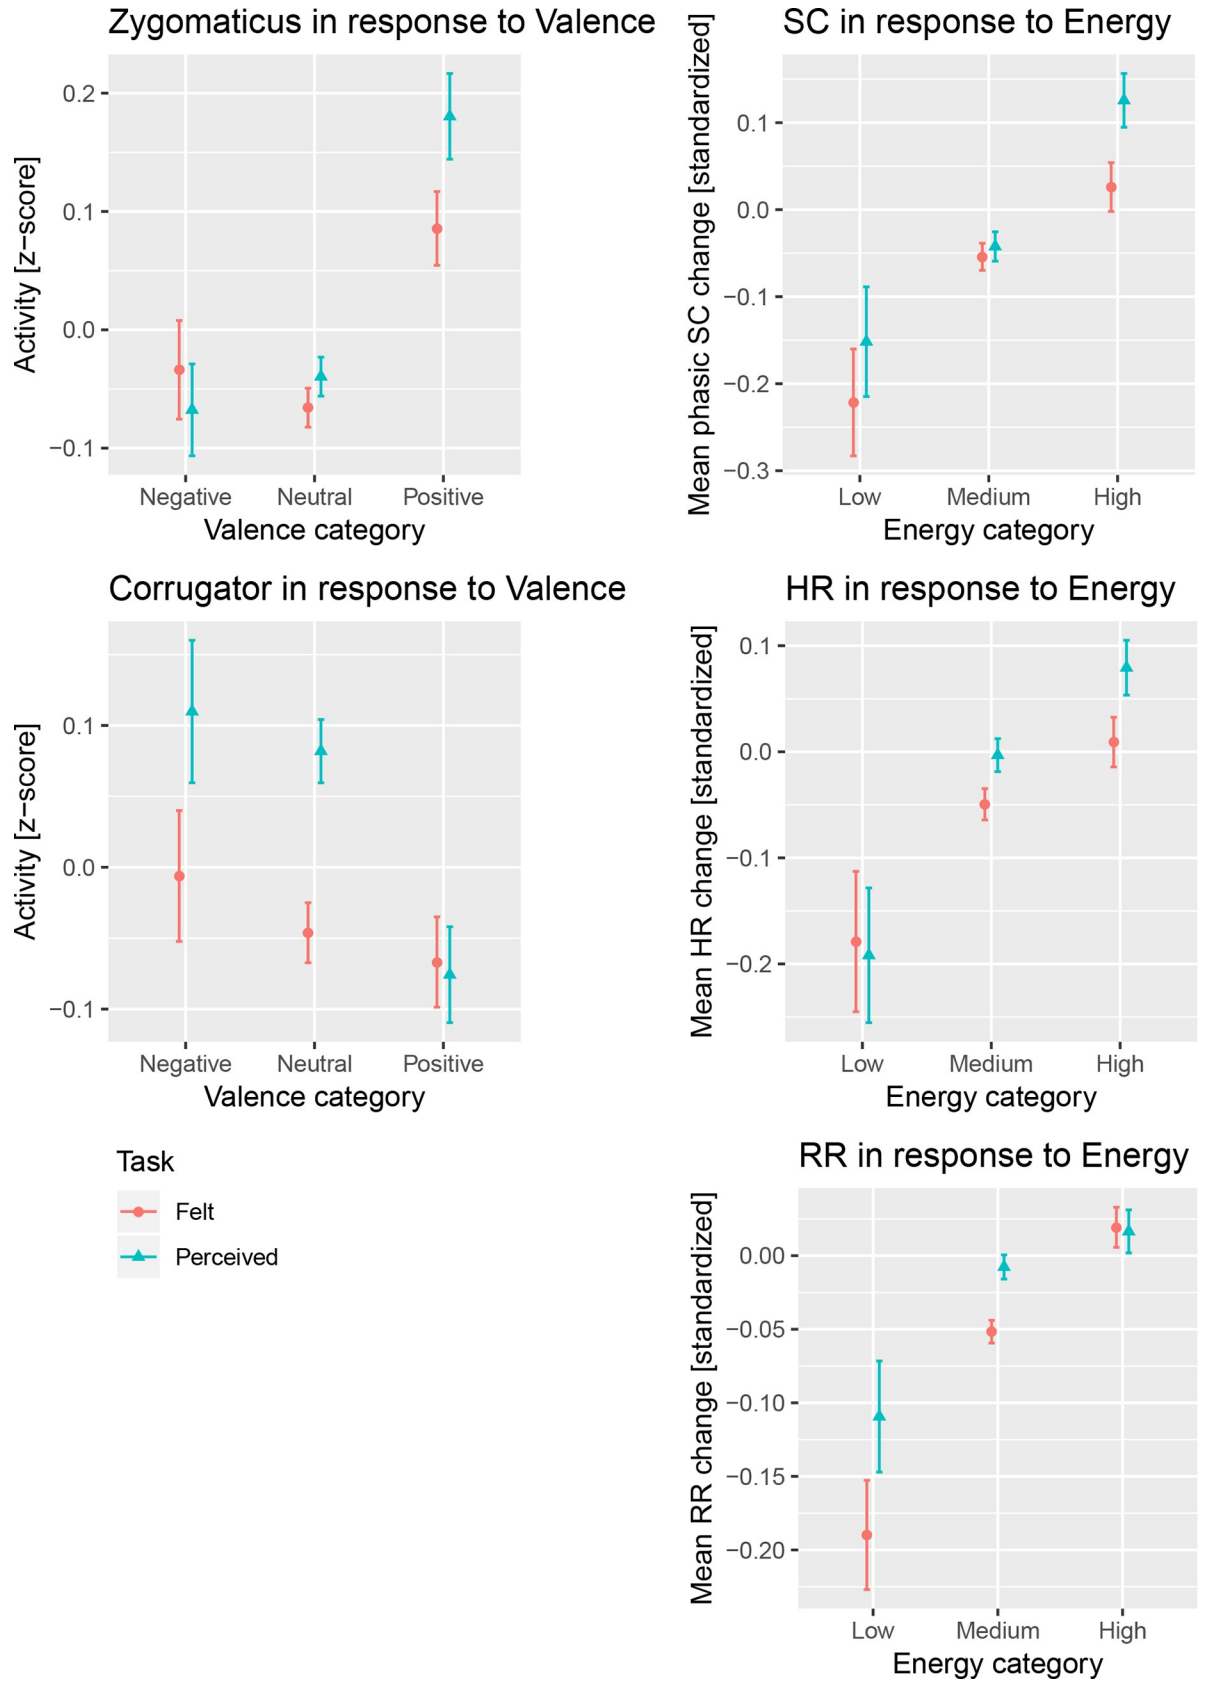 Zygomaticus in response to Valence
Activity [z−score]
0.2
0.1
0.0
−0.1
Negative Neutral Positive
Valence category
SC in response to Energy
Mean phasic SC change [standardized]
0.1
0.0
−0.1
−0.2
−0.3
Low Medium High
Energy category
Corrugator in response to Valence
Activity [z−score]
0.1
0.0
−0.1
Negative Neutral Positive
Valence category
HR in response to Energy
Mean HR change [standardized]
0.1
0.0
−0.1
−0.2
Low Medium High
Energy category
Task
Felt
Perceived
RR in response to Energy
Mean RR change [standardized]
0.00
−0.05
−0.10
−0.15
−0.20
Low Medium High
Energy category